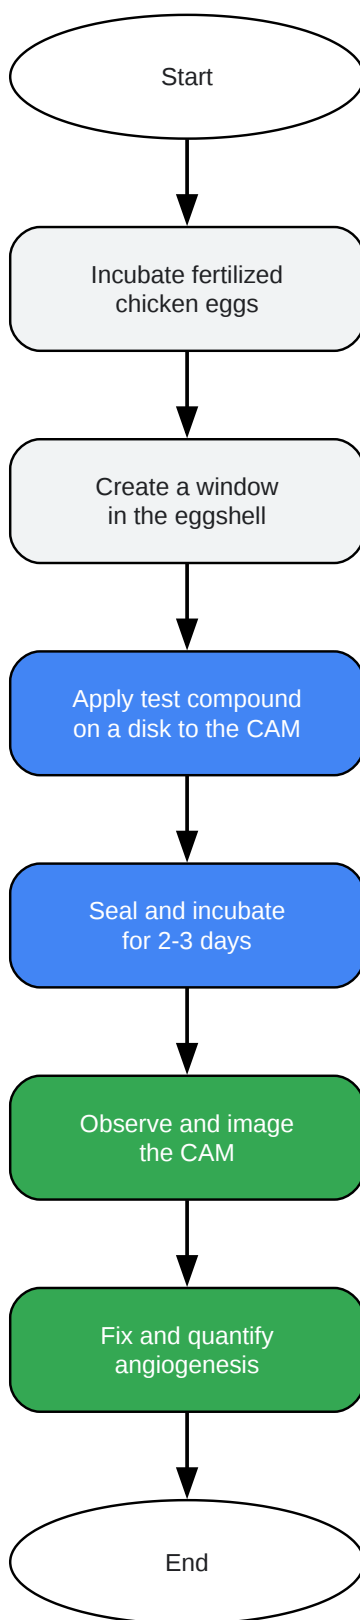 Start
Incubate fertilized
chicken eggs
Create a window
in the eggshell
Apply test compound
on a disk to the CAM
Seal and incubate
for 2-3 days
Observe and image
the CAM
Fix and quantify
angiogenesis
End